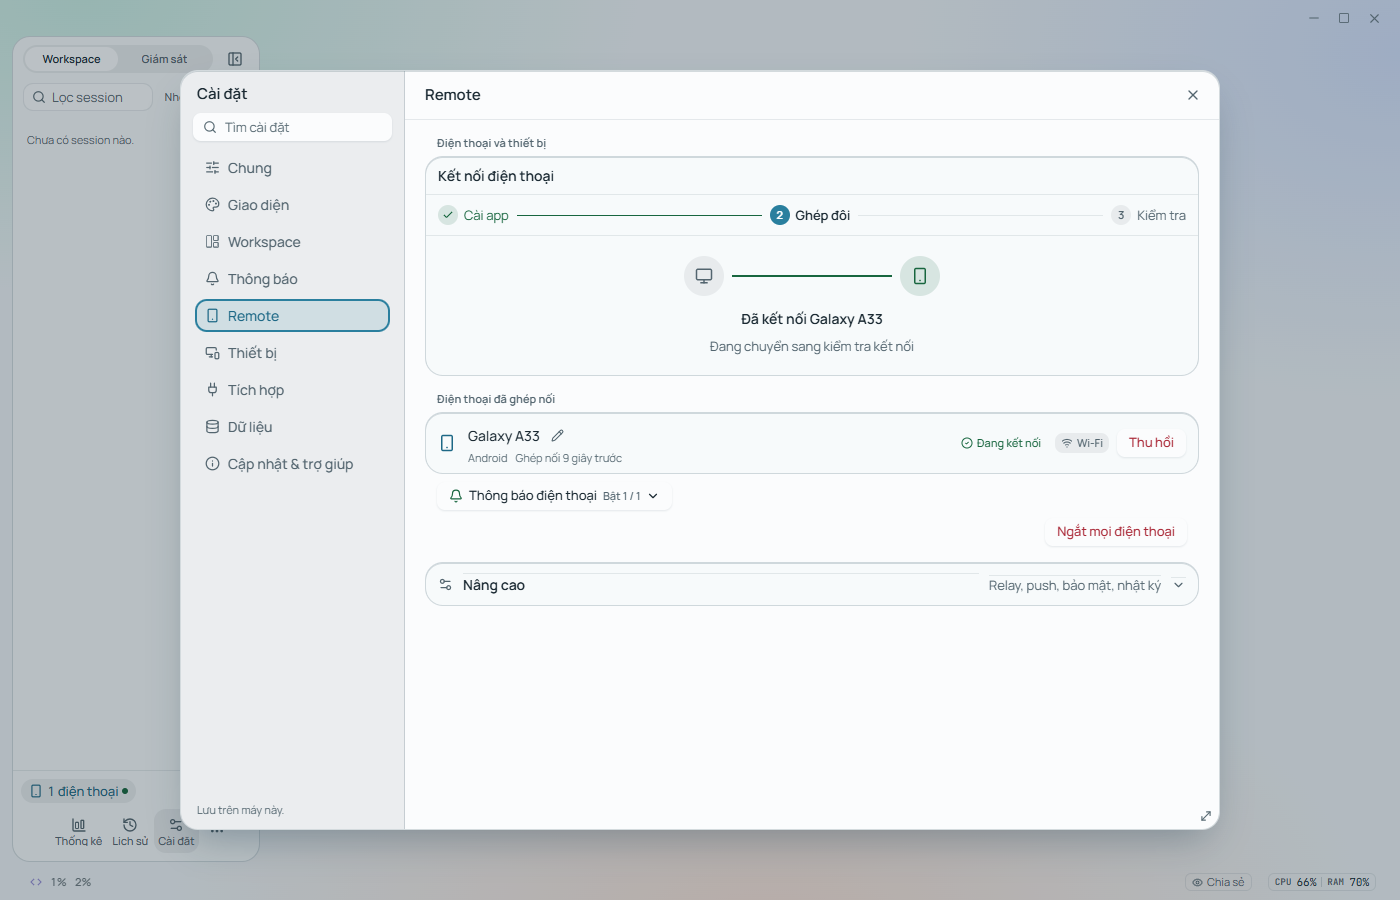 Workspace
Giám sát
Lọc session
Chưa có session nào.
Cài đặt
Tìm cài đặt
Chung
Giao diện
Workspace
Thông báo
Remote
Thiết bị
Tích hợp
Dữ liệu
Cập nhật & trợ giúp
Lưu trên máy này.
Remote
Điện thoại và thiết bị
Kết nối điện thoại
Cài app
2 Ghép đôi
3 Kiểm tra
Đã kết nối Galaxy A33
Đang chuyển sang kiểm tra kết nối
Điện thoại đã ghép nối
Galaxy A33
Android Ghép nối 9 giây trước
Đang kết nối
Wi-Fi
Thu hồi
Thông báo điện thoại Bật 1 / 1
Ngắt mọi điện thoại
Nâng cao
Relay, push, bảo mật, nhật ký
1 điện thoại
Thống kê
Lịch sử
Cài đặt
1% 2%
Chia sẻ
CPU 66% RAM 70%